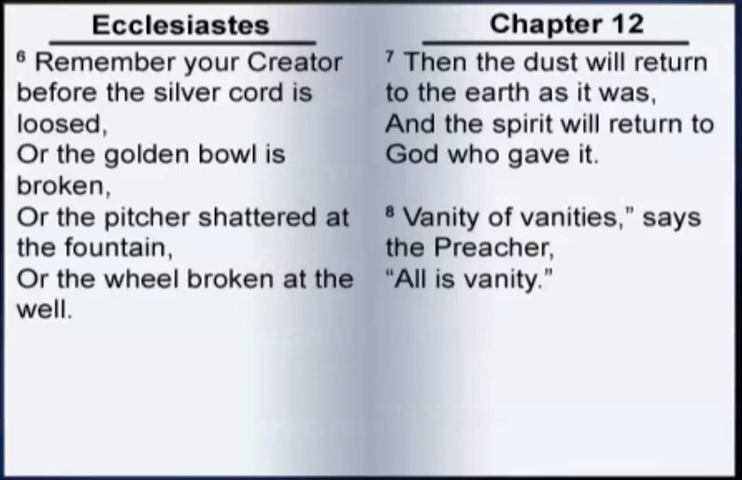 Ecclesiastes
⁶ Remember your Creator
before the silver cord is
loosed,
Or the golden bowl is
broken,
Or the pitcher shattered at
the fountain,
Or the wheel broken at the
well.
Chapter 12
⁷ Then the dust will return
to the earth as it was,
And the spirit will return to
God who gave it.
⁸ Vanity of vanities,” says
the Preacher,
“All is vanity.”